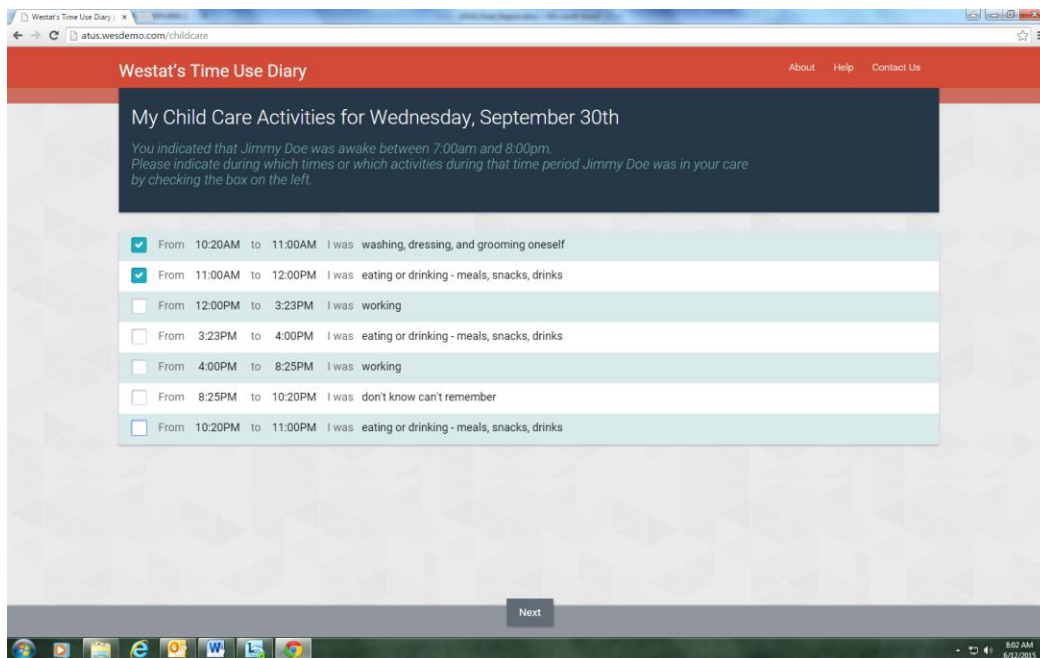 Westat's Time Use Diary |
atus.wesdemo.com/childcare
Westat's Time Use Diary
About Help Contact Us
My Child Care Activities for Wednesday, September 30th
You indicated that Jimmy Doe was awake between 7:00am and 8:00pm.
Please indicate during which times or which activities during that time period Jimmy Doe was in your care
by checking the box on the left.
From 10:20AM to 11:00AM I was washing, dressing, and grooming oneself
From 11:00AM to 12:00PM I was eating or drinking - meals, snacks, drinks
From 12:00PM to 3:23PM I was working
From 3:23PM to 4:00PM I was eating or drinking - meals, snacks, drinks
From 4:00PM to 8:25PM I was working
From 8:25PM to 10:20PM I was don't know can't remember
From 10:20PM to 11:00PM I was eating or drinking - meals, snacks, drinks
Next
8:02 AM
6/12/2015